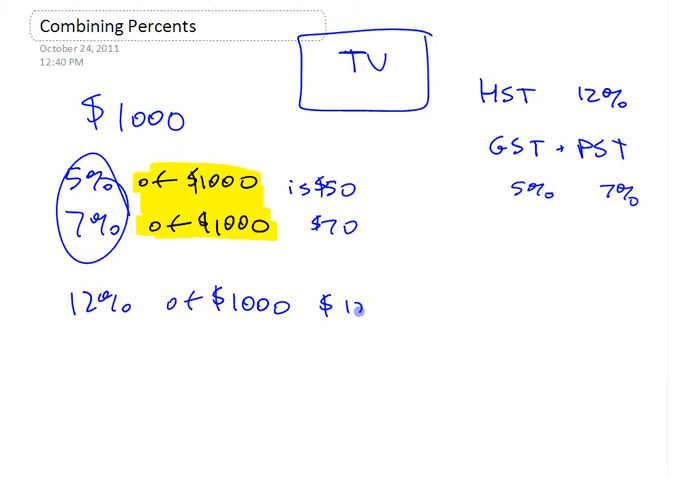 Combining Percents
October 24, 2011
12:40 PM
TV
HST 12%
$1000
GST + PST
5% 7%
5% of $1000 is $50
7% of $1000 $70
12% of $1000 $12